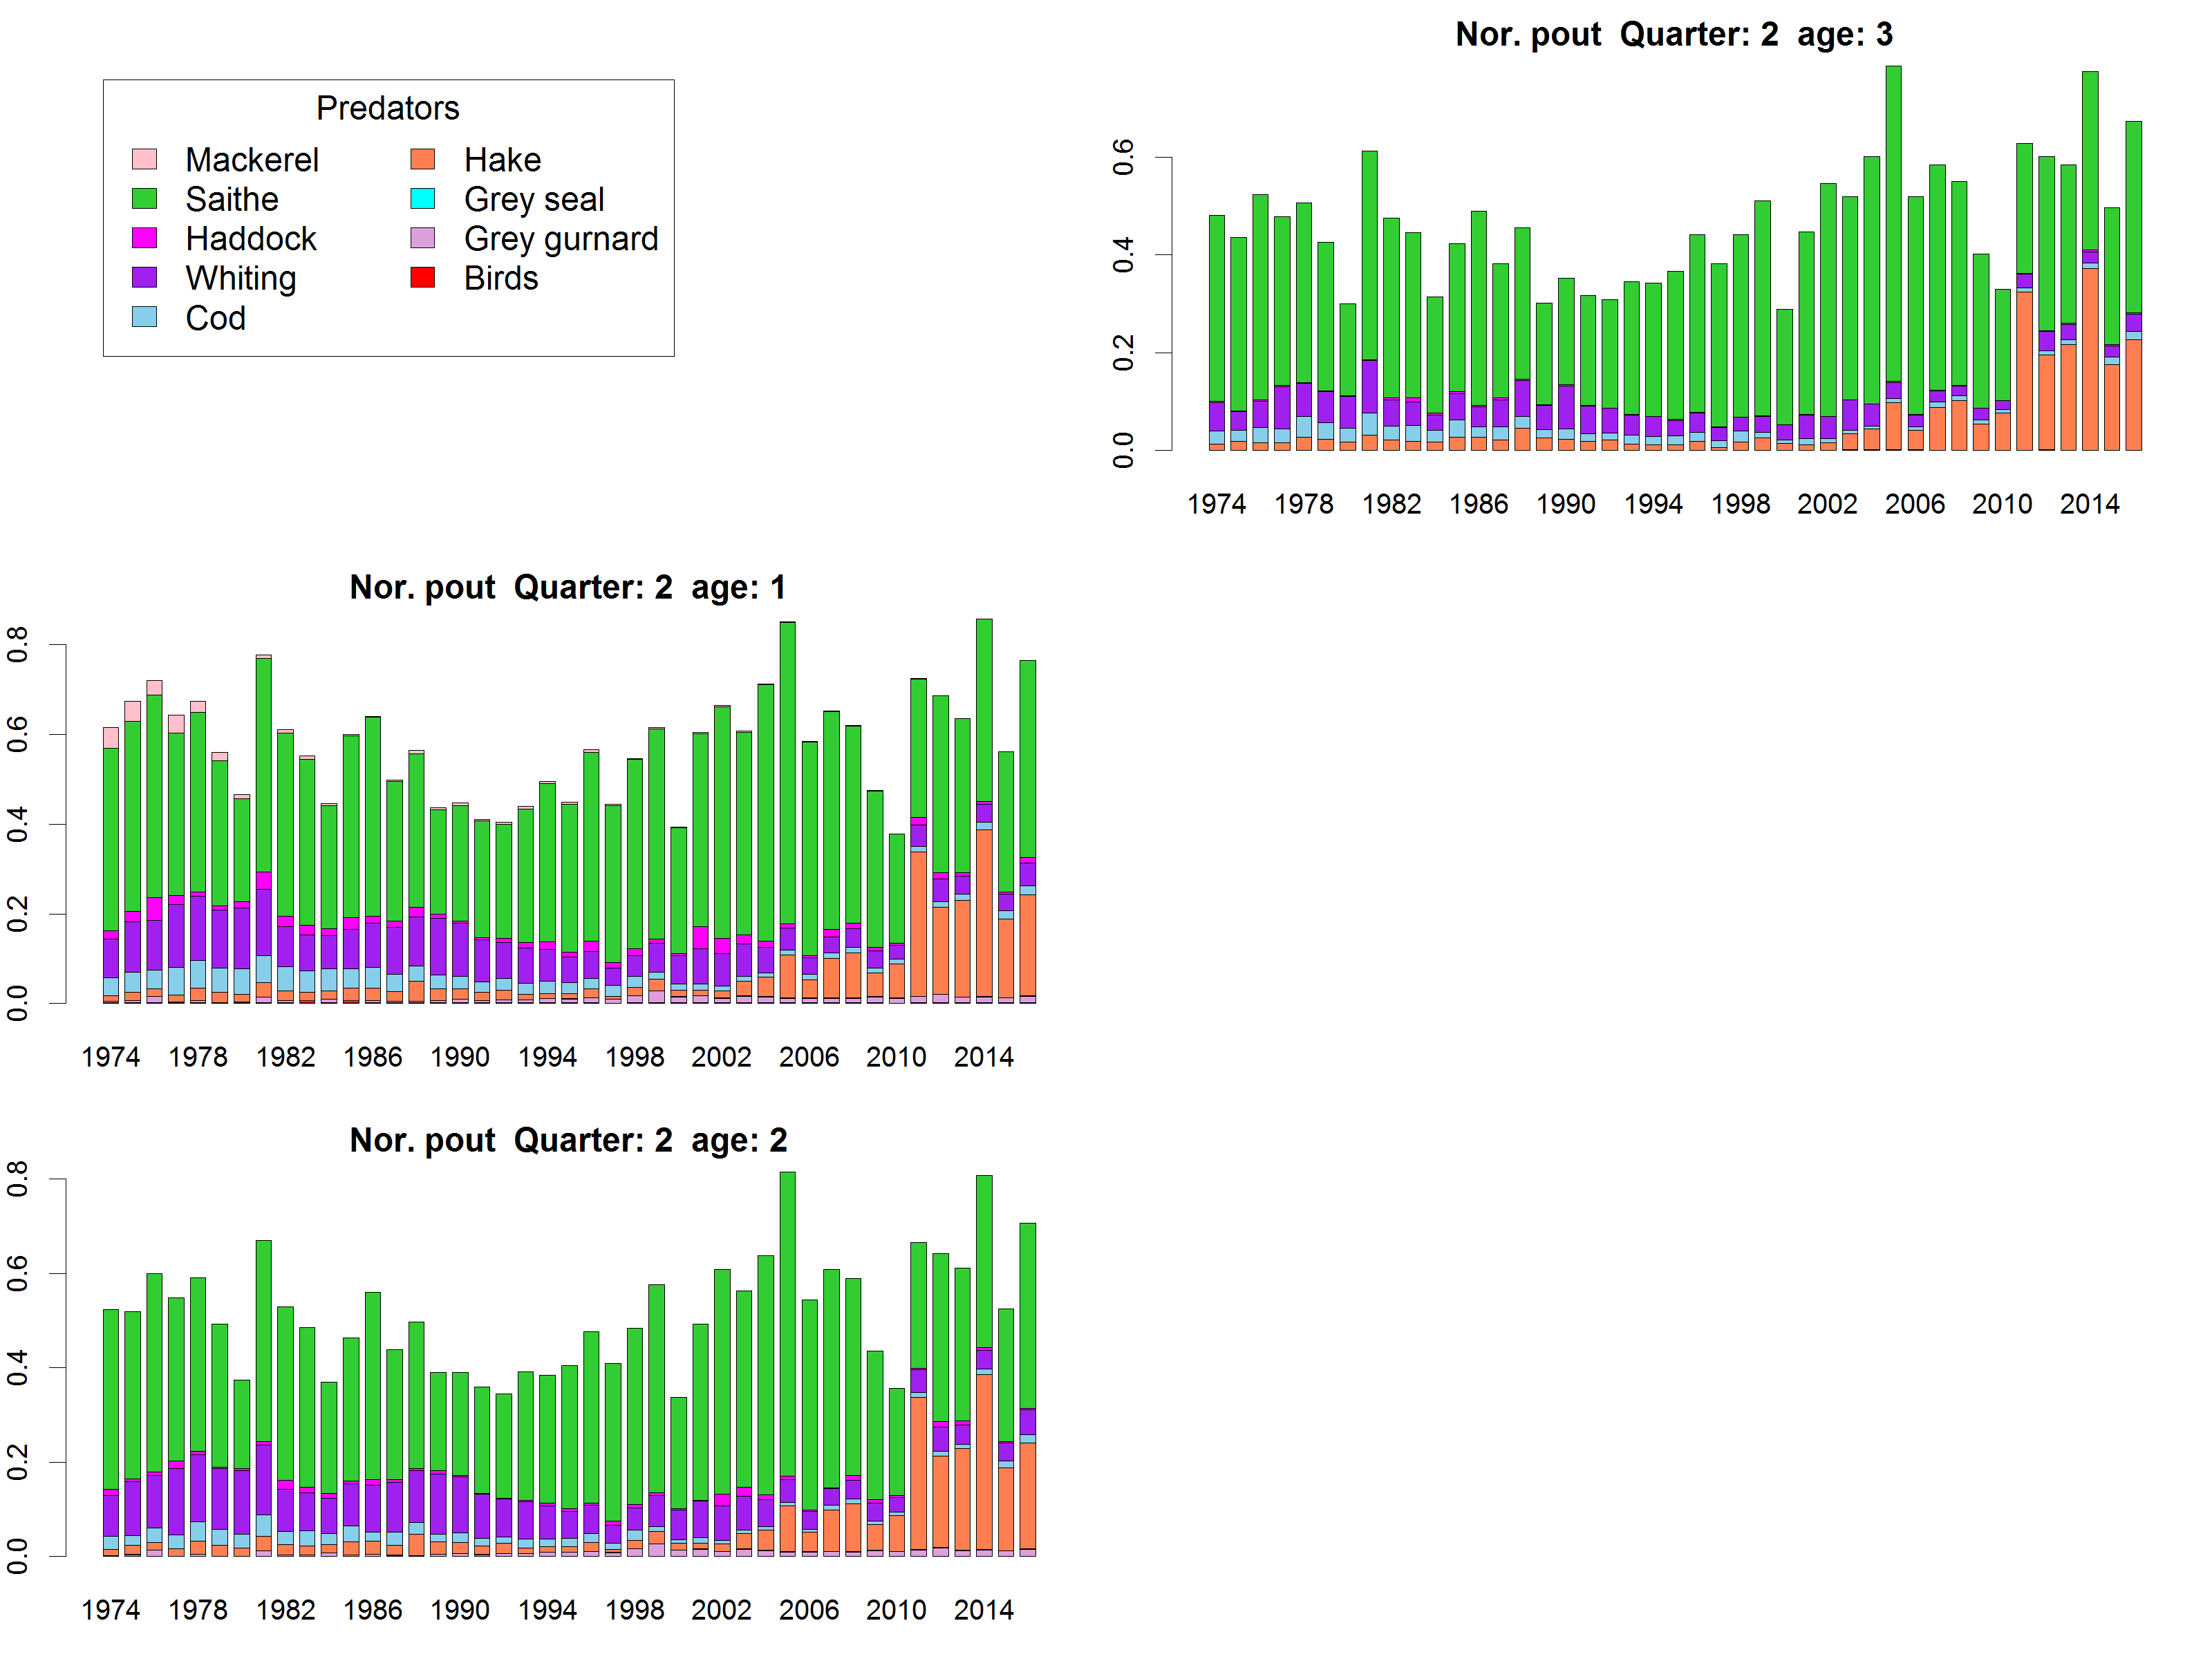 Predators
Mackerel Hake
Saithe Grey seal
Haddock Grey gurnard
Whiting Birds
Cod
Nor. pout Quarter: 2 age: 3
0.6
0.4
0.2
0.0
1974 1978 1982 1986 1990 1994 1998 2002 2006 2010 2014
Nor. pout Quarter: 2 age: 1
0.8
0.6
0.4
0.2
0.0
1974 1978 1982 1986 1990 1994 1998 2002 2006 2010 2014
Nor. pout Quarter: 2 age: 2
0.8
0.6
0.4
0.2
0.0
1974 1978 1982 1986 1990 1994 1998 2002 2006 2010 2014